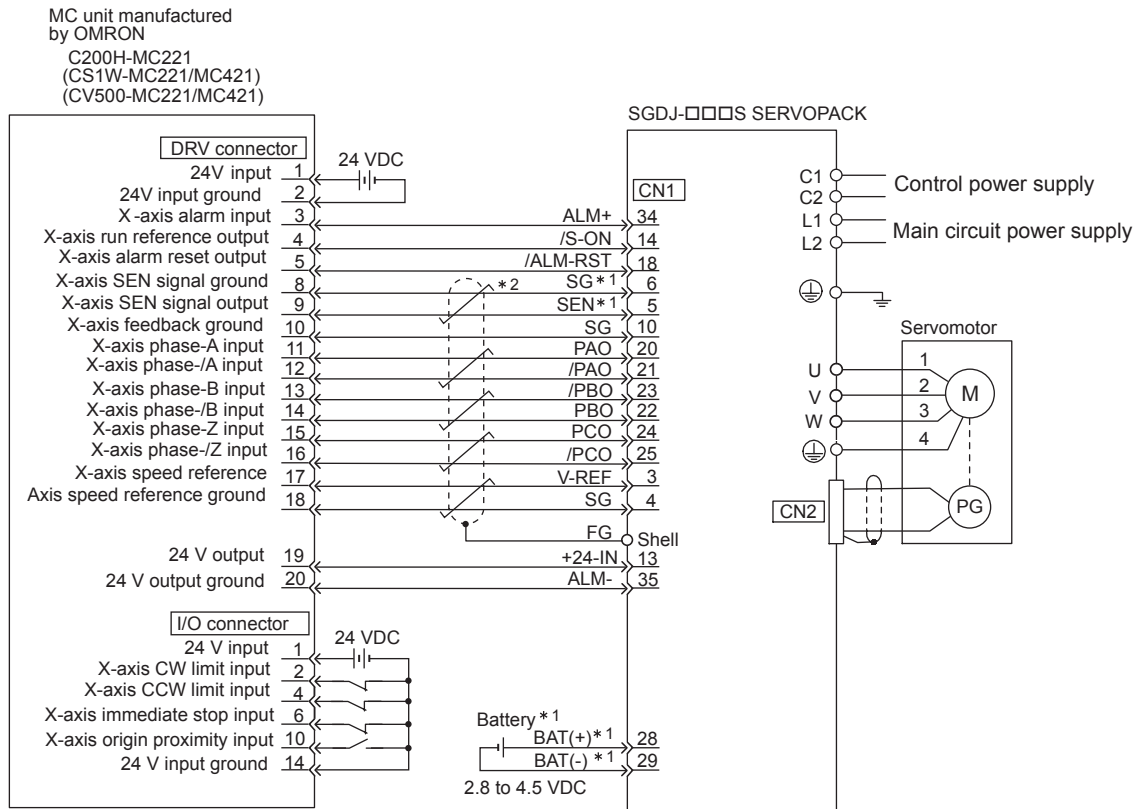 MC unit manufactured
by OMRON
C200H-MC221
(CS1W-MC221/MC421)
(CV500-MC221/MC421)
SGDJ-□□□S SERVOPACK
DRV connector
24 VDC
24V input 1
24V input ground 2
X-axis alarm input 3 ALM+ 34
X-axis run reference output 4 /S-ON 14
X-axis alarm reset output 5 /ALM-RST 18
X-axis SEN signal ground 8 *2 SG*1 6
X-axis SEN signal output 9 SEN*1 5
X-axis feedback ground 10 SG 10
X-axis phase-A input 11 PAO 20
X-axis phase-/A input 12 /PAO 21
X-axis phase-B input 13 /PBO 23
X-axis phase-/B input 14 PBO 22
X-axis phase-Z input 15 PCO 24
X-axis phase-/Z input 16 /PCO 25
X-axis speed reference 17 V-REF 3
Axis speed reference ground 18 SG 4
FG Shell
24 V output 19 +24-IN 13
24 V output ground 20 ALM- 35
CN1
C1
C2
Control power supply
L1
L2
Main circuit power supply
Servomotor
U 1
V 2
W 3
4
M
CN2
PG
I/O connector
24 VDC
24 V input 1
X-axis CW limit input 2
X-axis CCW limit input 4
X-axis immediate stop input 6
X-axis origin proximity input 10
24 V input ground 14
Battery *1
BAT(+)*1 28
BAT(-) *1 29
2.8 to 4.5 VDC